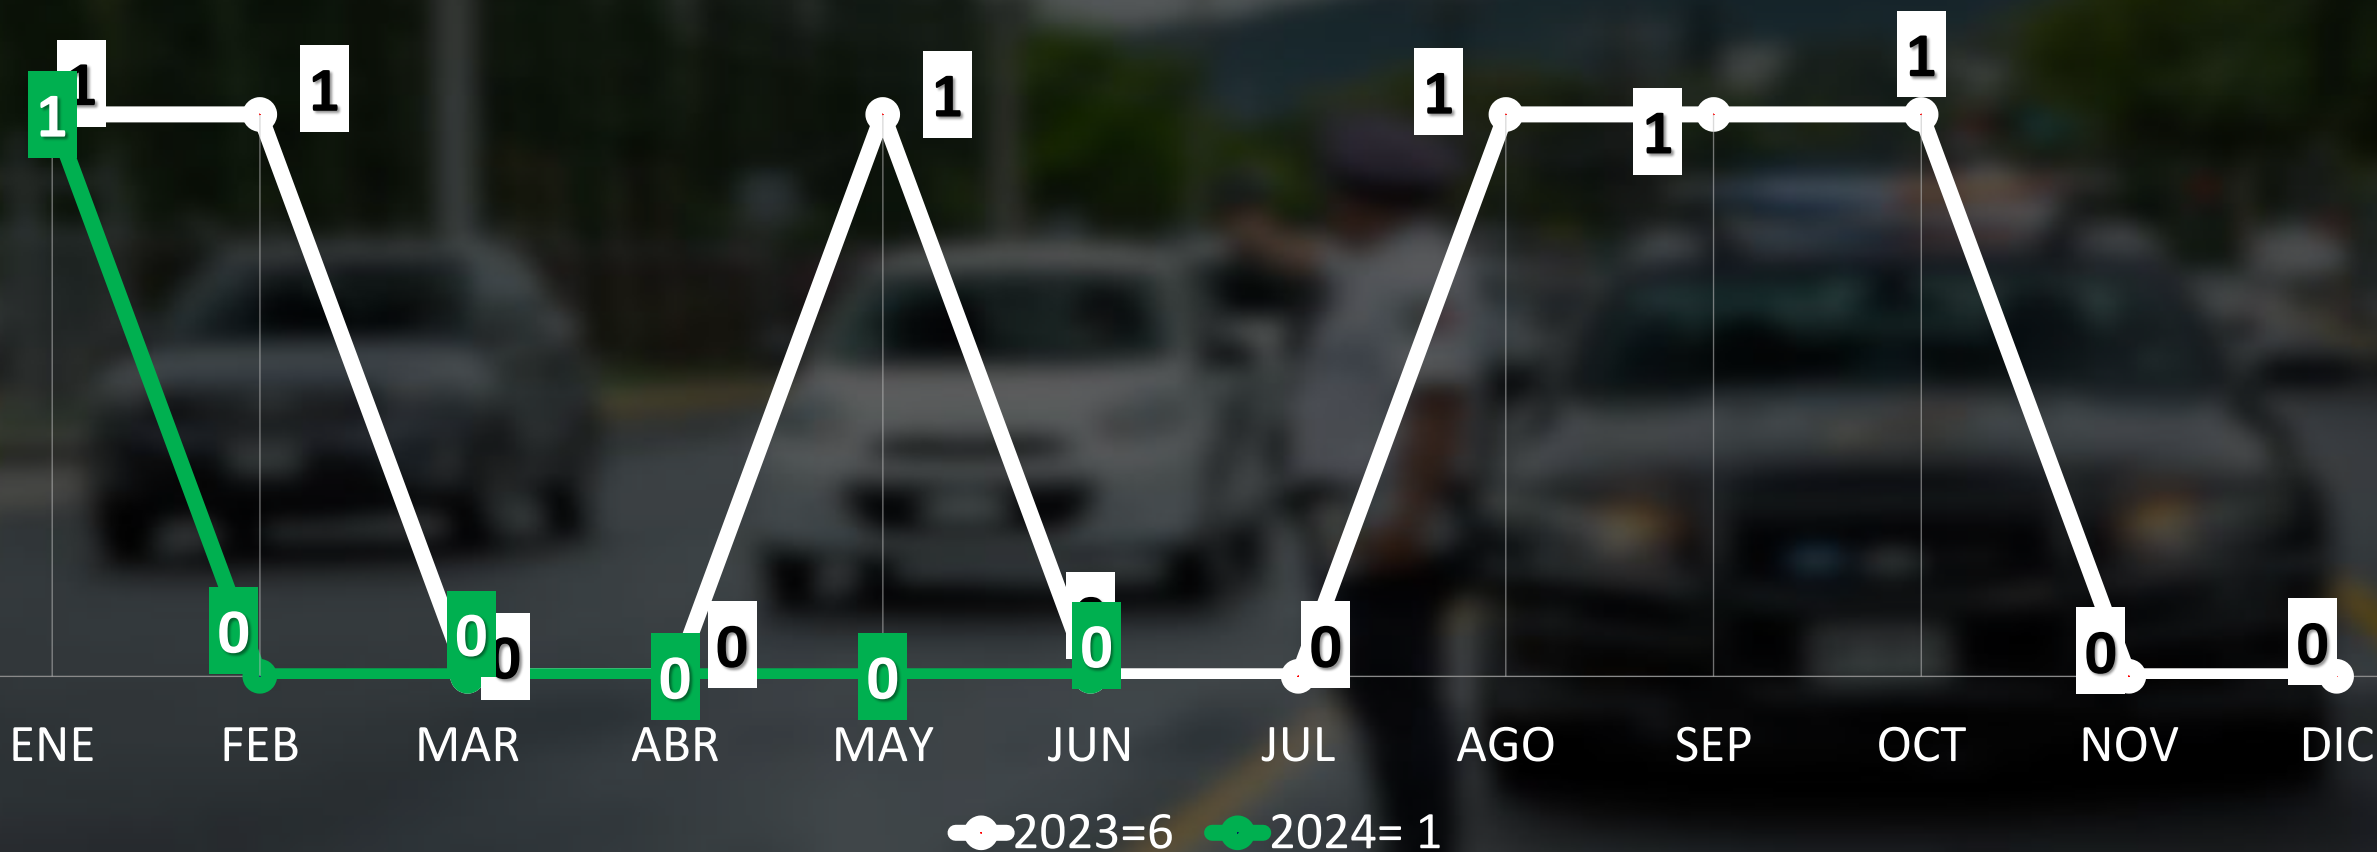 1 1 1 1 1 1
1
0 0 0 0 0 0 0 0 0 0
ENE FEB MAR ABR MAY JUN JUL AGO SEP OCT NOV DIC
2023=6 2024= 1